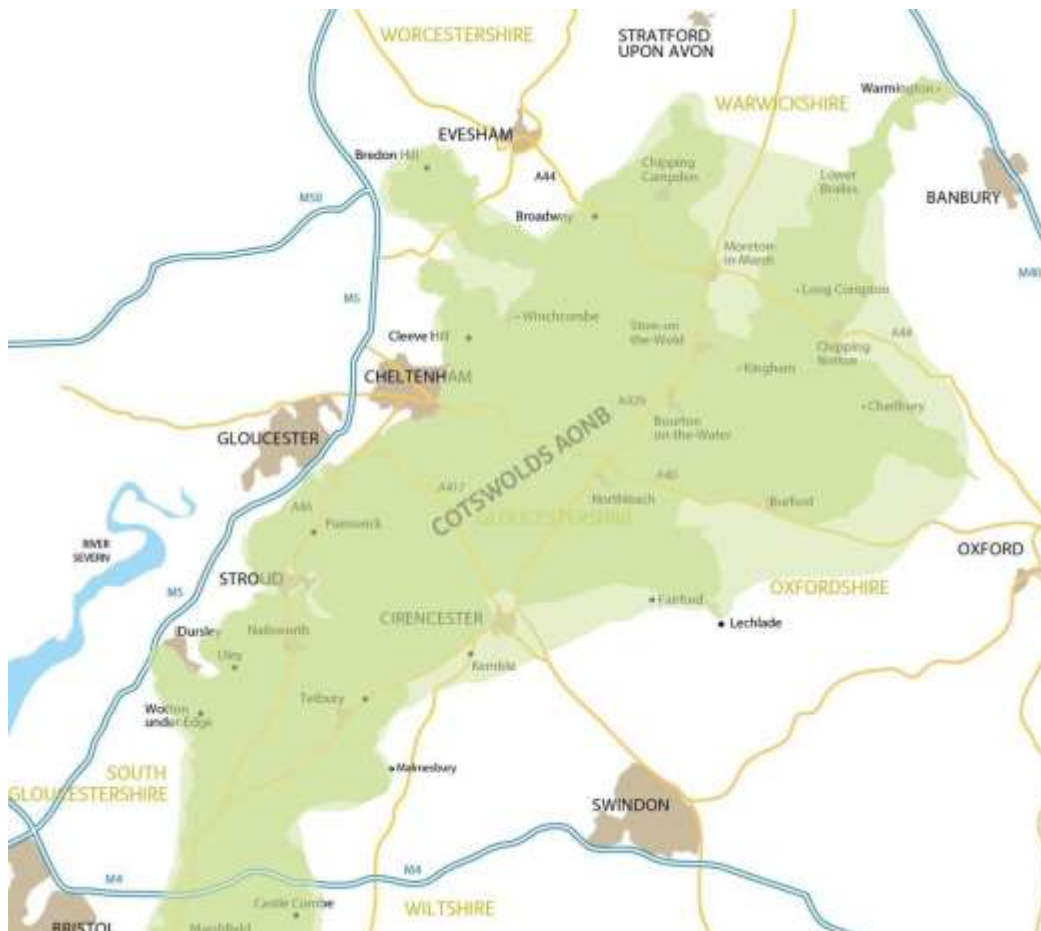 WORCESTERSHIRE
STRATFORD
UPON AVON
Warmington
WARWICKSHIRE
EVESHAM
Bredon Hill
Chipping
Campden
A44
Lower
Brailes
BANBURY
M50
Broadway
Moreton
in-Marsh
M40
M5
Long Compton
Winchcombe
Cleeve Hill
Stow-on
the-Wold
A44
Chipping
Norton
Kingham
CHELTENHAM
A429
Charlbury
Bourton
on-the-Water
GLOUCESTER
COTSWOLDS AONB
A40
A417
Northleach
Burford
A46
GLOUCESTERSHIRE
Painswick
RIVER
SEVERN
OXFORD
STROUD
OXFORDSHIRE
M5
Fairford
CIRENCESTER
Lechlade
Dursley
Nailsworth
Uley
Kemble
Tetbury
Wotton
under-Edge
Malmesbury
SOUTH
GLOUCESTERSHIRE
SWINDON
M4
M4
Castle Combe
WILTSHIRE
BRISTOL
Marshfield